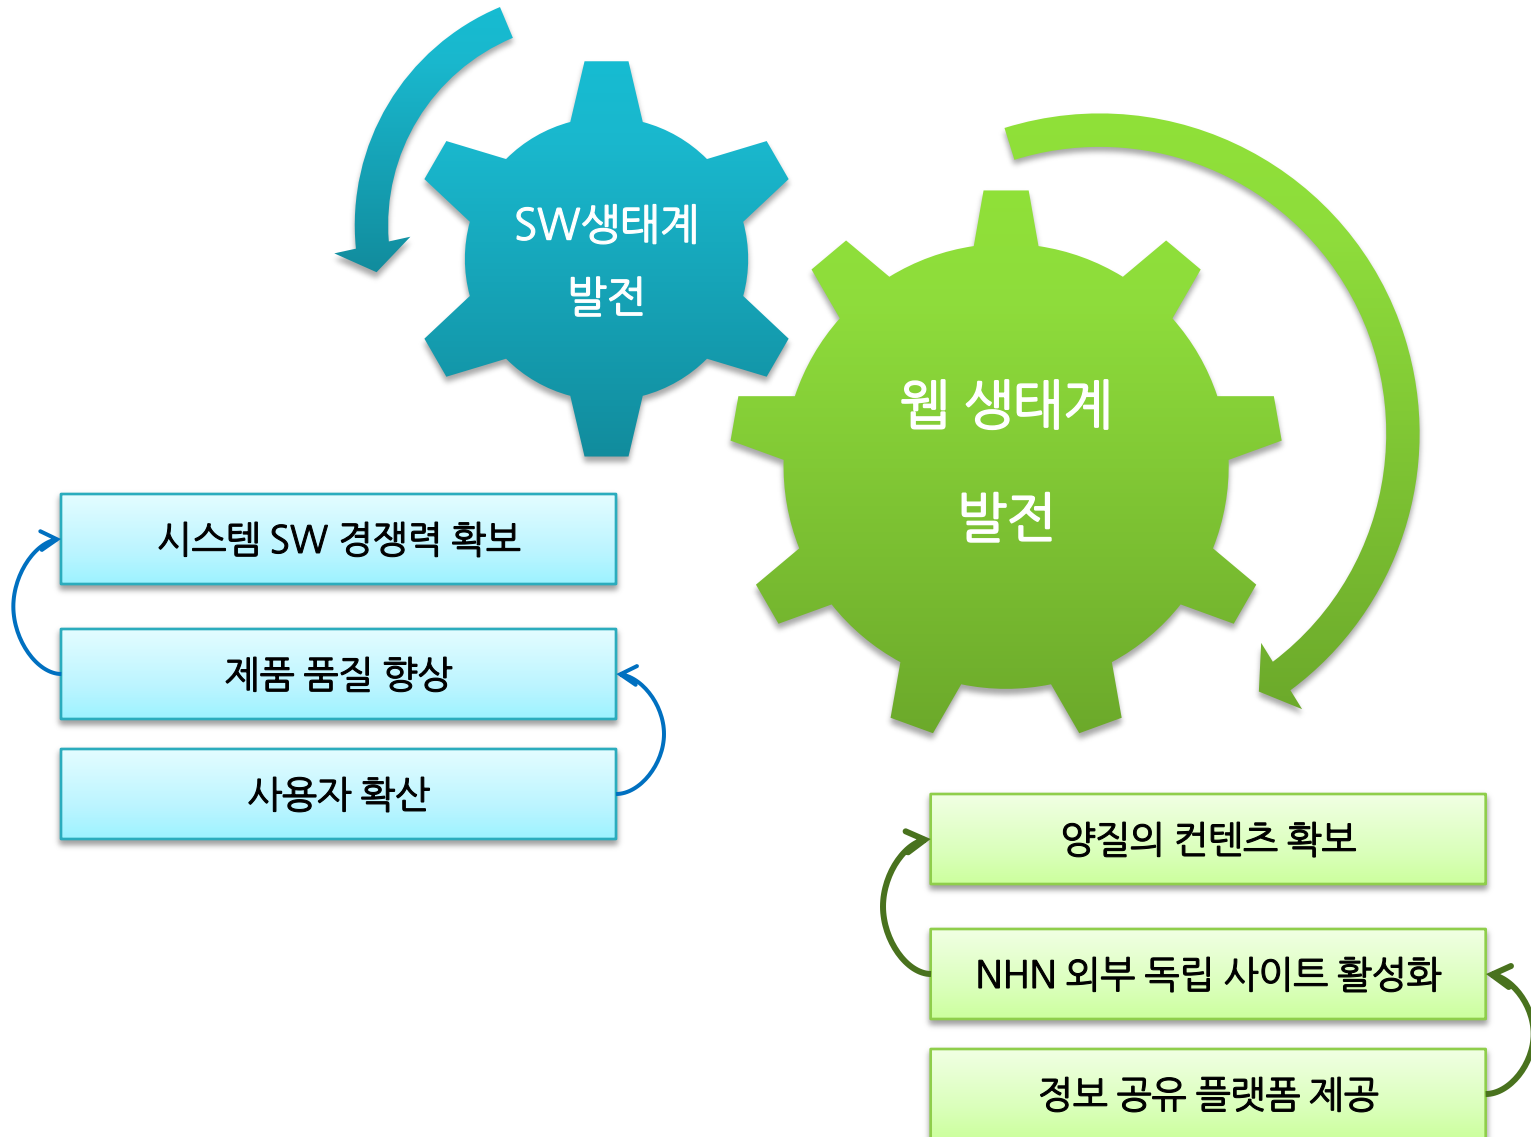 SW생태계
발전
웹 생태계
발전
시스템 SW 경쟁력 확보
제품 품질 향상
사용자 확산
양질의 컨텐츠 확보
NHN 외부 독립 사이트 활성화
정보 공유 플랫폼 제공